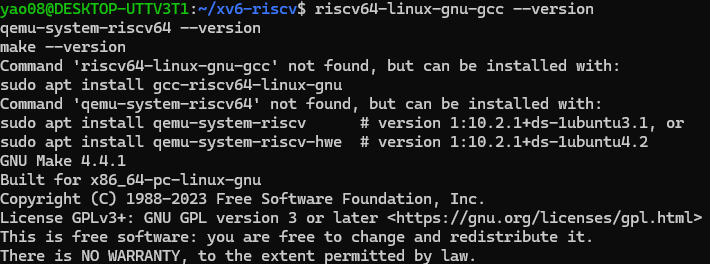 yao08@DESKTOP-UTTV3T1:~/xv6-riscv$ riscv64-linux-gnu-gcc --version
qemu-system-riscv64 --version
make --version
Command 'riscv64-linux-gnu-gcc' not found, but can be installed with:
sudo apt install gcc-riscv64-linux-gnu
Command 'qemu-system-riscv64' not found, but can be installed with:
sudo apt install qemu-system-riscv      # version 1:10.2.1+ds-1ubuntu3.1, or
sudo apt install qemu-system-riscv-hwe  # version 1:10.2.1+ds-1ubuntu4.2
GNU Make 4.4.1
Built for x86_64-pc-linux-gnu
Copyright (C) 1988-2023 Free Software Foundation, Inc.
License GPLv3+: GNU GPL version 3 or later <https://gnu.org/licenses/gpl.html>
This is free software: you are free to change and redistribute it.
There is NO WARRANTY, to the extent permitted by law.